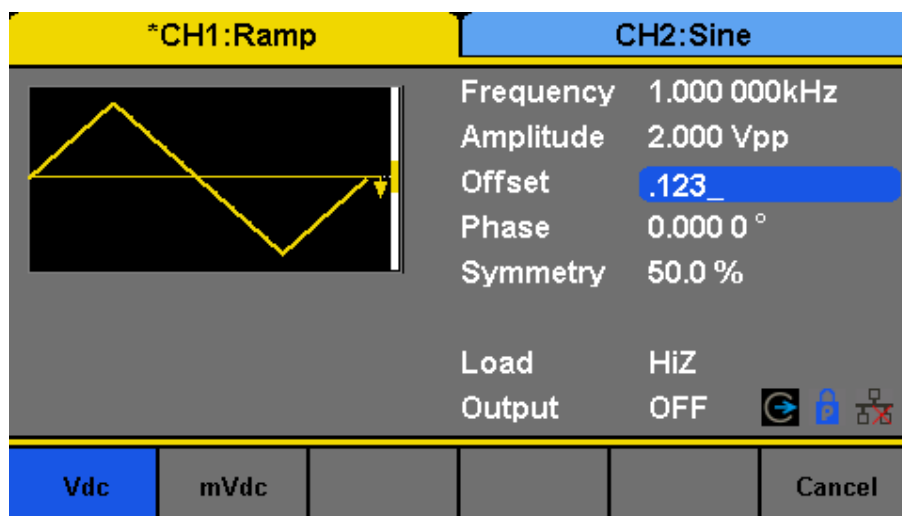 *CH1:Ramp CH2:Sine
Frequency 1.000 000kHz
Amplitude 2.000 Vpp
Offset .123_
Phase 0.000 0 °
Symmetry 50.0 %
Load HiZ
Output OFF P
Vdc mVdc Cancel